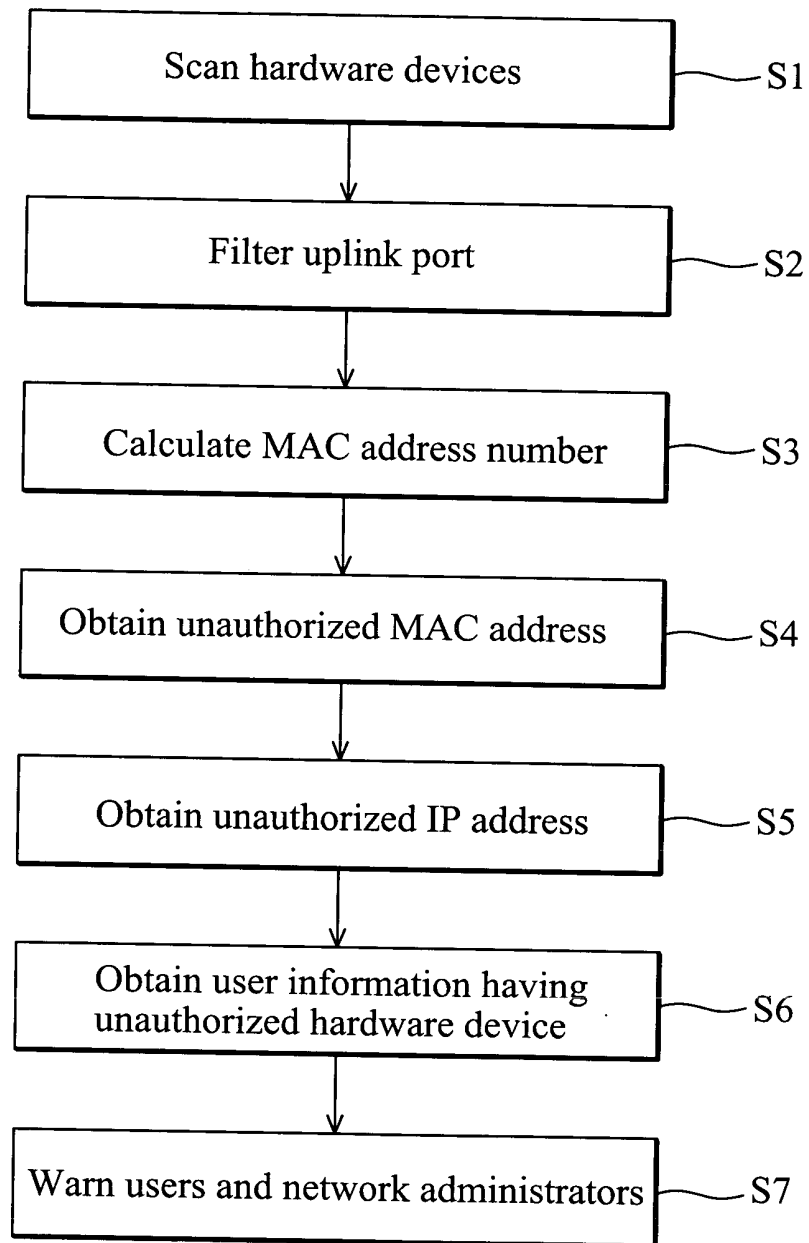 Scan hardware devices
S1
Filter uplink port
S2
Calculate MAC address number
S3
Obtain unauthorized MAC address
S4
Obtain unauthorized IP address
S5
Obtain user information having
unauthorized hardware device
S6
Warn users and network administrators
S7